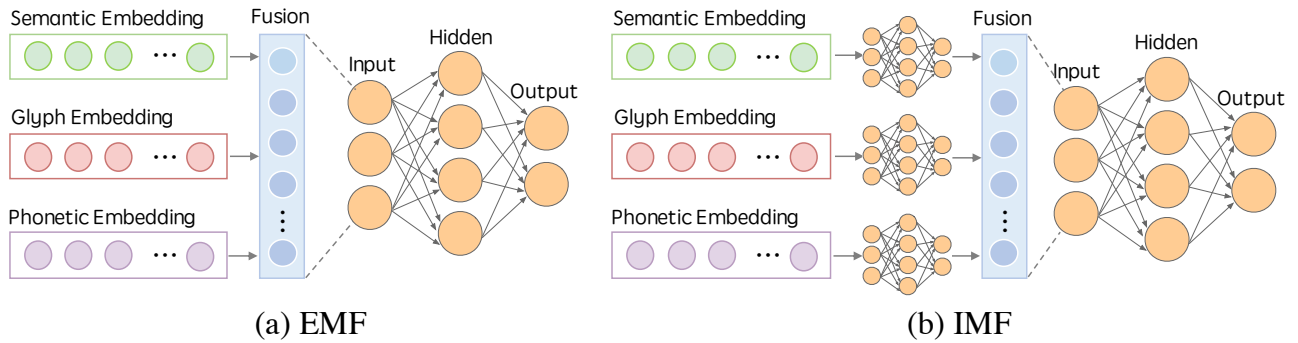 Semantic Embedding
Fusion
Hidden
Input
Output
Glyph Embedding
Phonetic Embedding
(a) EMF
Semantic Embedding
Fusion
Hidden
Input
Output
Glyph Embedding
Phonetic Embedding
(b) IMF